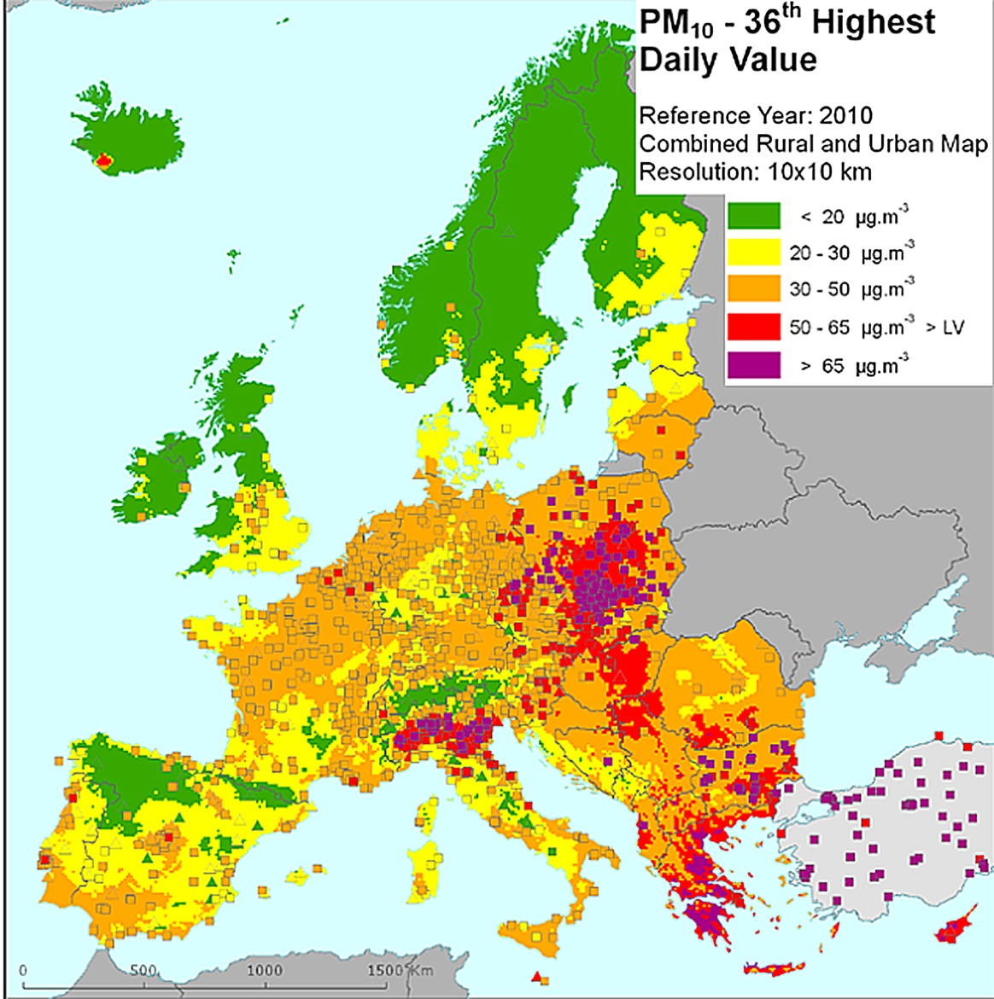 PM₁₀ - 36ᵗʰ Highest
Daily Value
Reference Year: 2010
Combined Rural and Urban Map
Resolution: 10x10 km
< 20 µg.m⁻³
20 - 30 µg.m⁻³
30 - 50 µg.m⁻³
50 - 65 µg.m⁻³ > LV
> 65 µg.m⁻³
0 500 1000 1500 Km